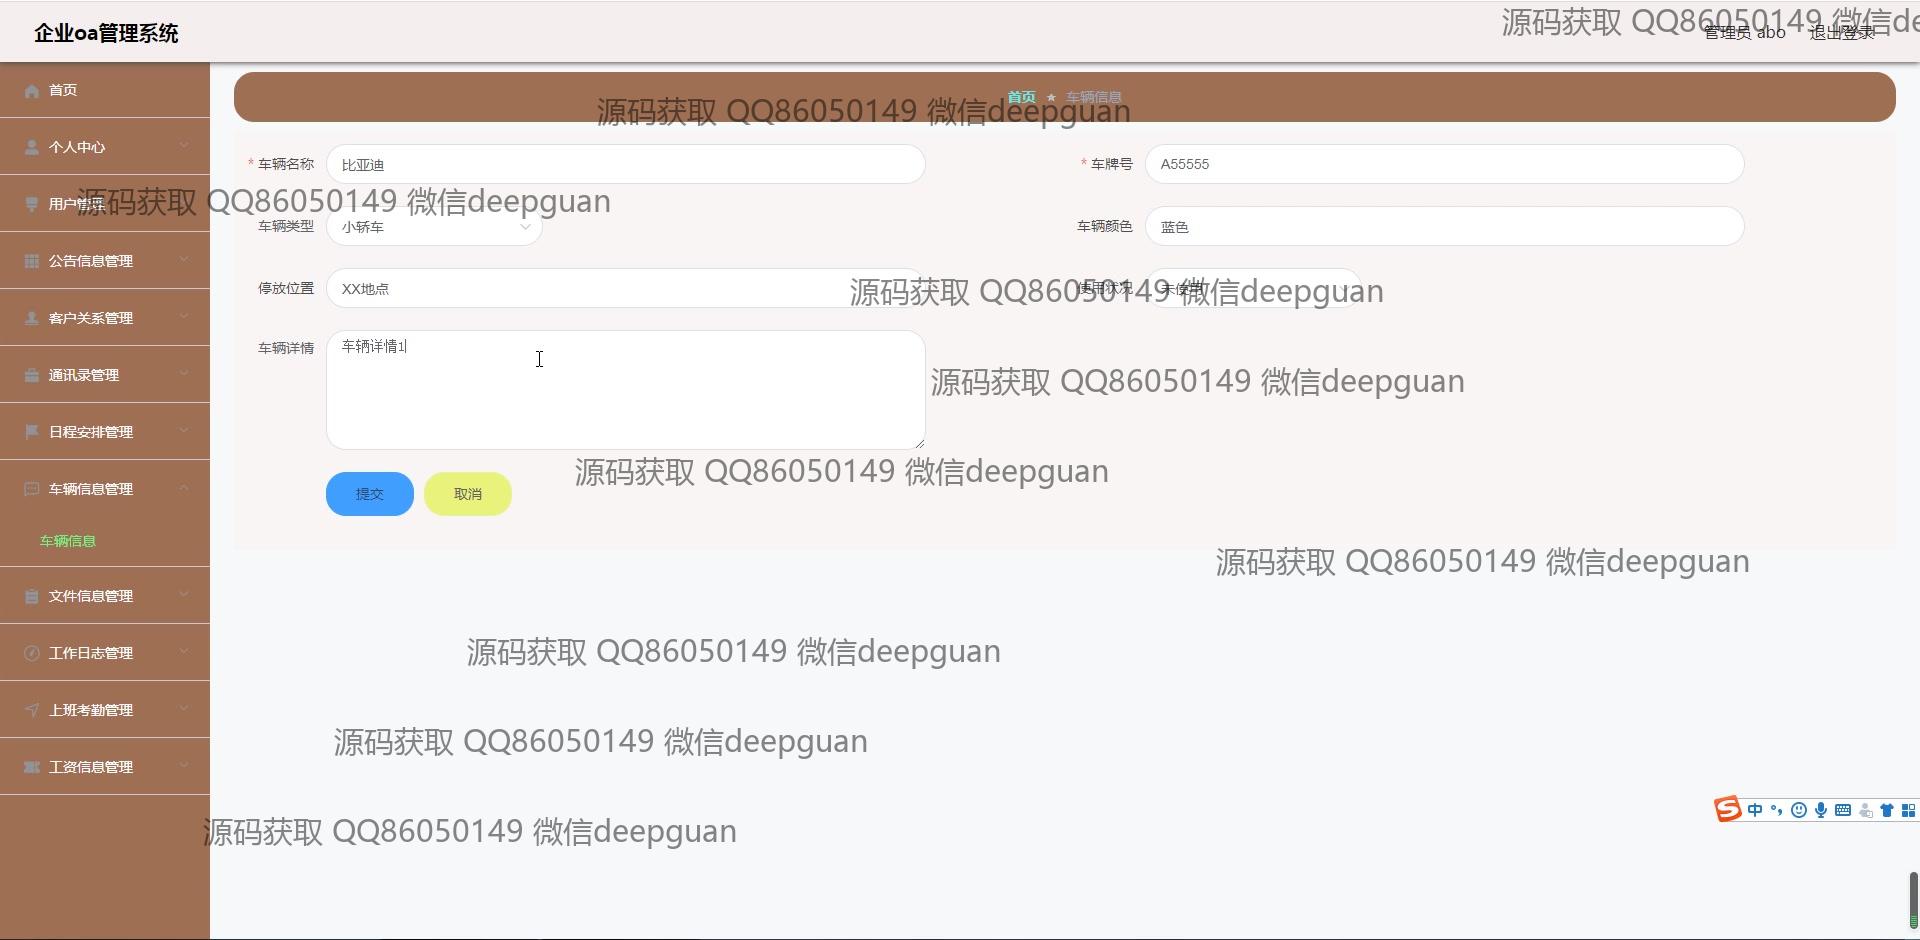 企业oa管理系统
源码获取 QQ86050149 微信de
管理员 abo 退出登录
首页
个人中心
用户管理
公告信息管理
客户关系管理
通讯录管理
日程安排管理
车辆信息管理
车辆信息
文件信息管理
工作日志管理
上班考勤管理
工资信息管理
首页 ★ 车辆信息
源码获取 QQ86050149 微信deepguan
* 车辆名称 比亚迪
* 车牌号 A55555
源码获取 QQ86050149 微信deepguan
车辆类型 小轿车
车辆颜色 蓝色
停放位置 XX地点
使用状况 未使用
源码获取 QQ86050149 微信deepguan
车辆详情 车辆详情1
源码获取 QQ86050149 微信deepguan
源码获取 QQ86050149 微信deepguan
提交 取消
源码获取 QQ86050149 微信deepguan
源码获取 QQ86050149 微信deepguan
源码获取 QQ86050149 微信deepguan
S 中
源码获取 QQ86050149 微信deepguan